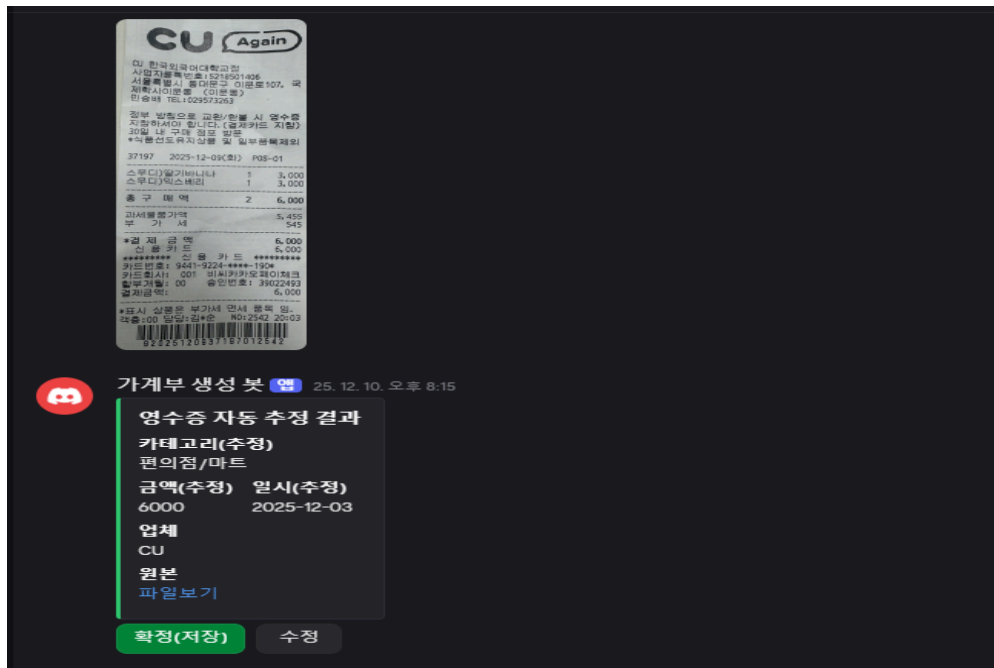 CU Again
CU 한국외국어대학교점
사업자등록번호:5218501406
서울특별시 동대문구 이문로107, 국
제학사이문동 (이문동)
민승배 TEL:029573263
정부 방침으로 교환/환불 시 영수증
지참하셔야 합니다.(결제카드 지참)
30일 내 구매 점포 방문
*식품선도유지상품 및 일부품목제외
37197 2025-12-09(화) POS-01
스무디)딸기바나나 1 3,000
스무디)믹스베리 1 3,000
총 구 매 액 2 6,000
과세물품가액 5,455
부 가 세 545
*결 제 금 액 6,000
신 용 카 드 6,000
********* 신 용 카 드 *********
카드번호: 9441-9224-****-190*
카드회사: 001 비씨카카오페이체크
할부개월: 00 승인번호: 39022493
결제금액: 6,000
*표시 상품은 부가세 면세 품목 임.
객층:00 담당:김*순 NO:2542 20:03
가계부 생성 봇 앱 25. 12. 10. 오후 8:15
영수증 자동 추정 결과
카테고리(추정)
편의점/마트
금액(추정) 일시(추정)
6000 2025-12-03
업체
CU
원본
파일보기
확정(저장) 수정